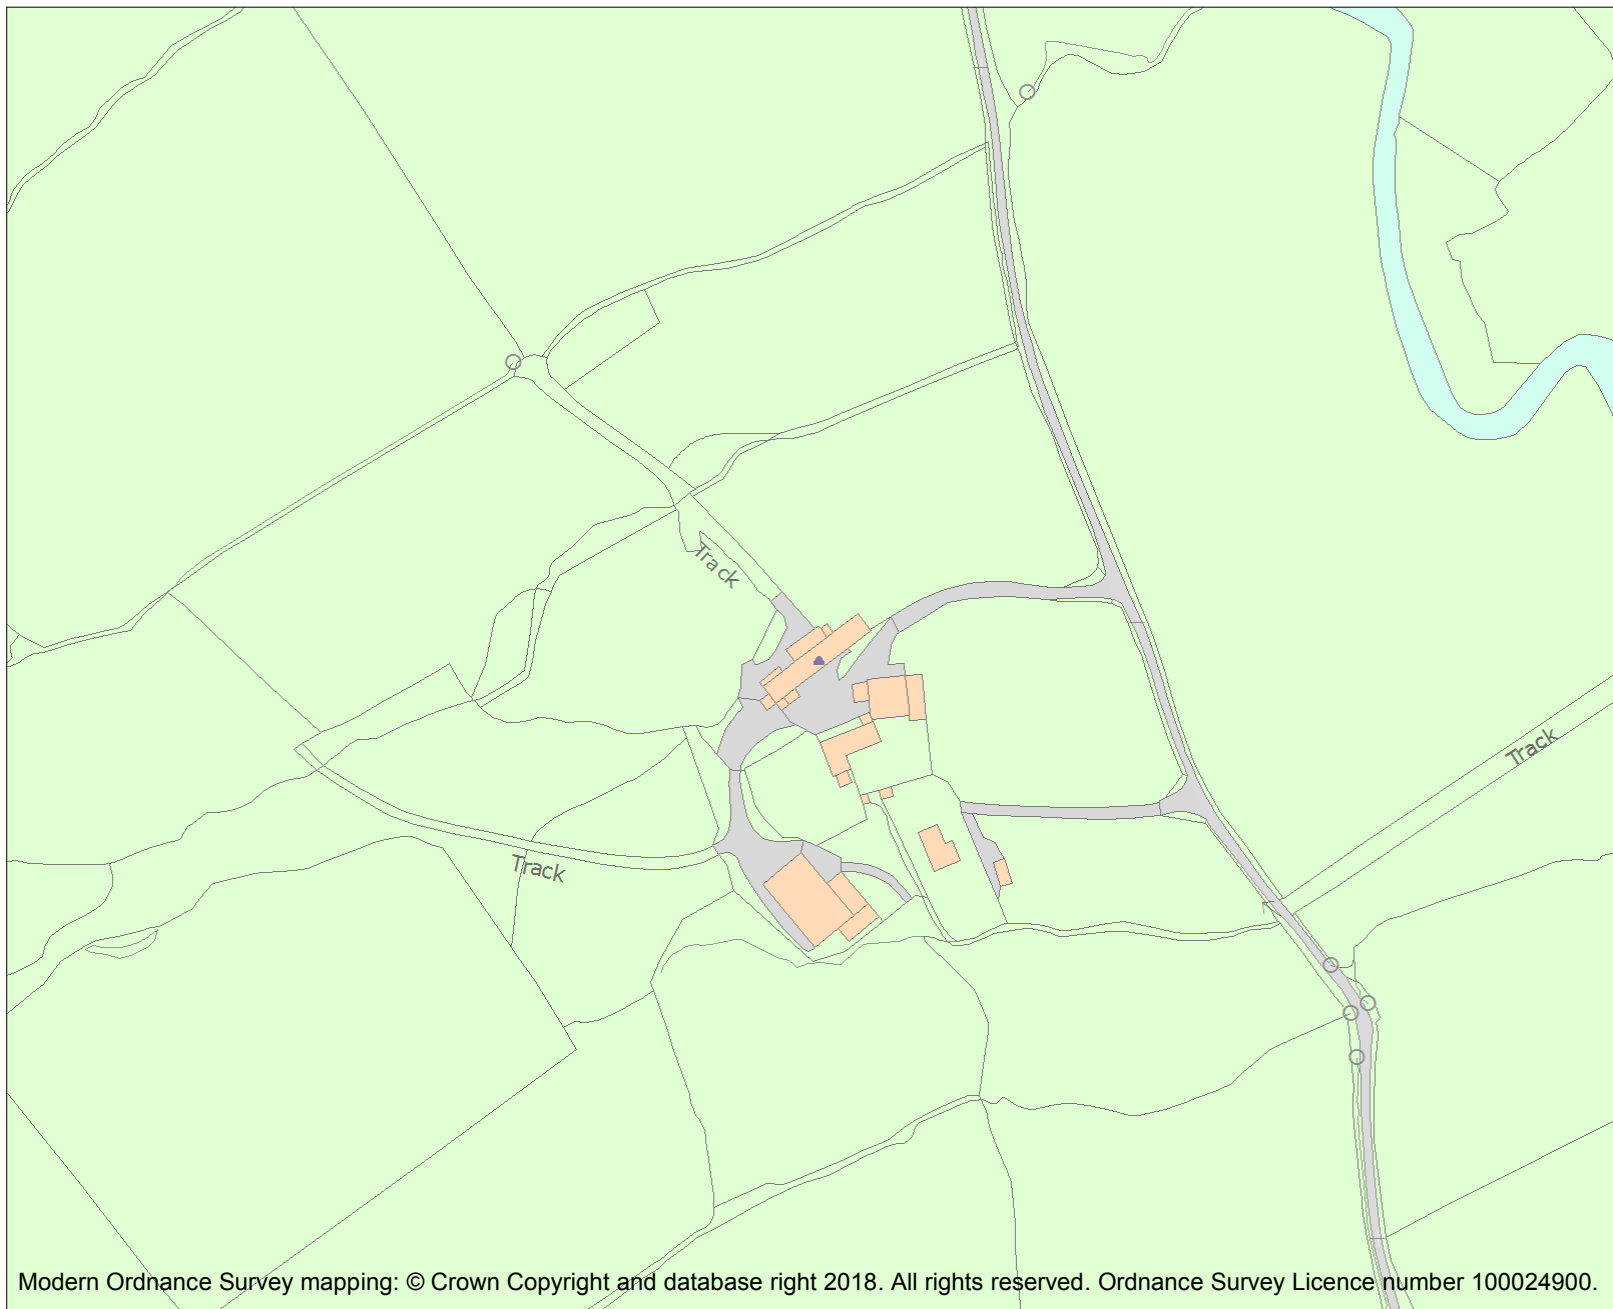 Track
Track
Track
Modern Ordnance Survey mapping: © Crown Copyright and database right 2018. All rights reserved. Ordnance Survey Licence number 100024900.